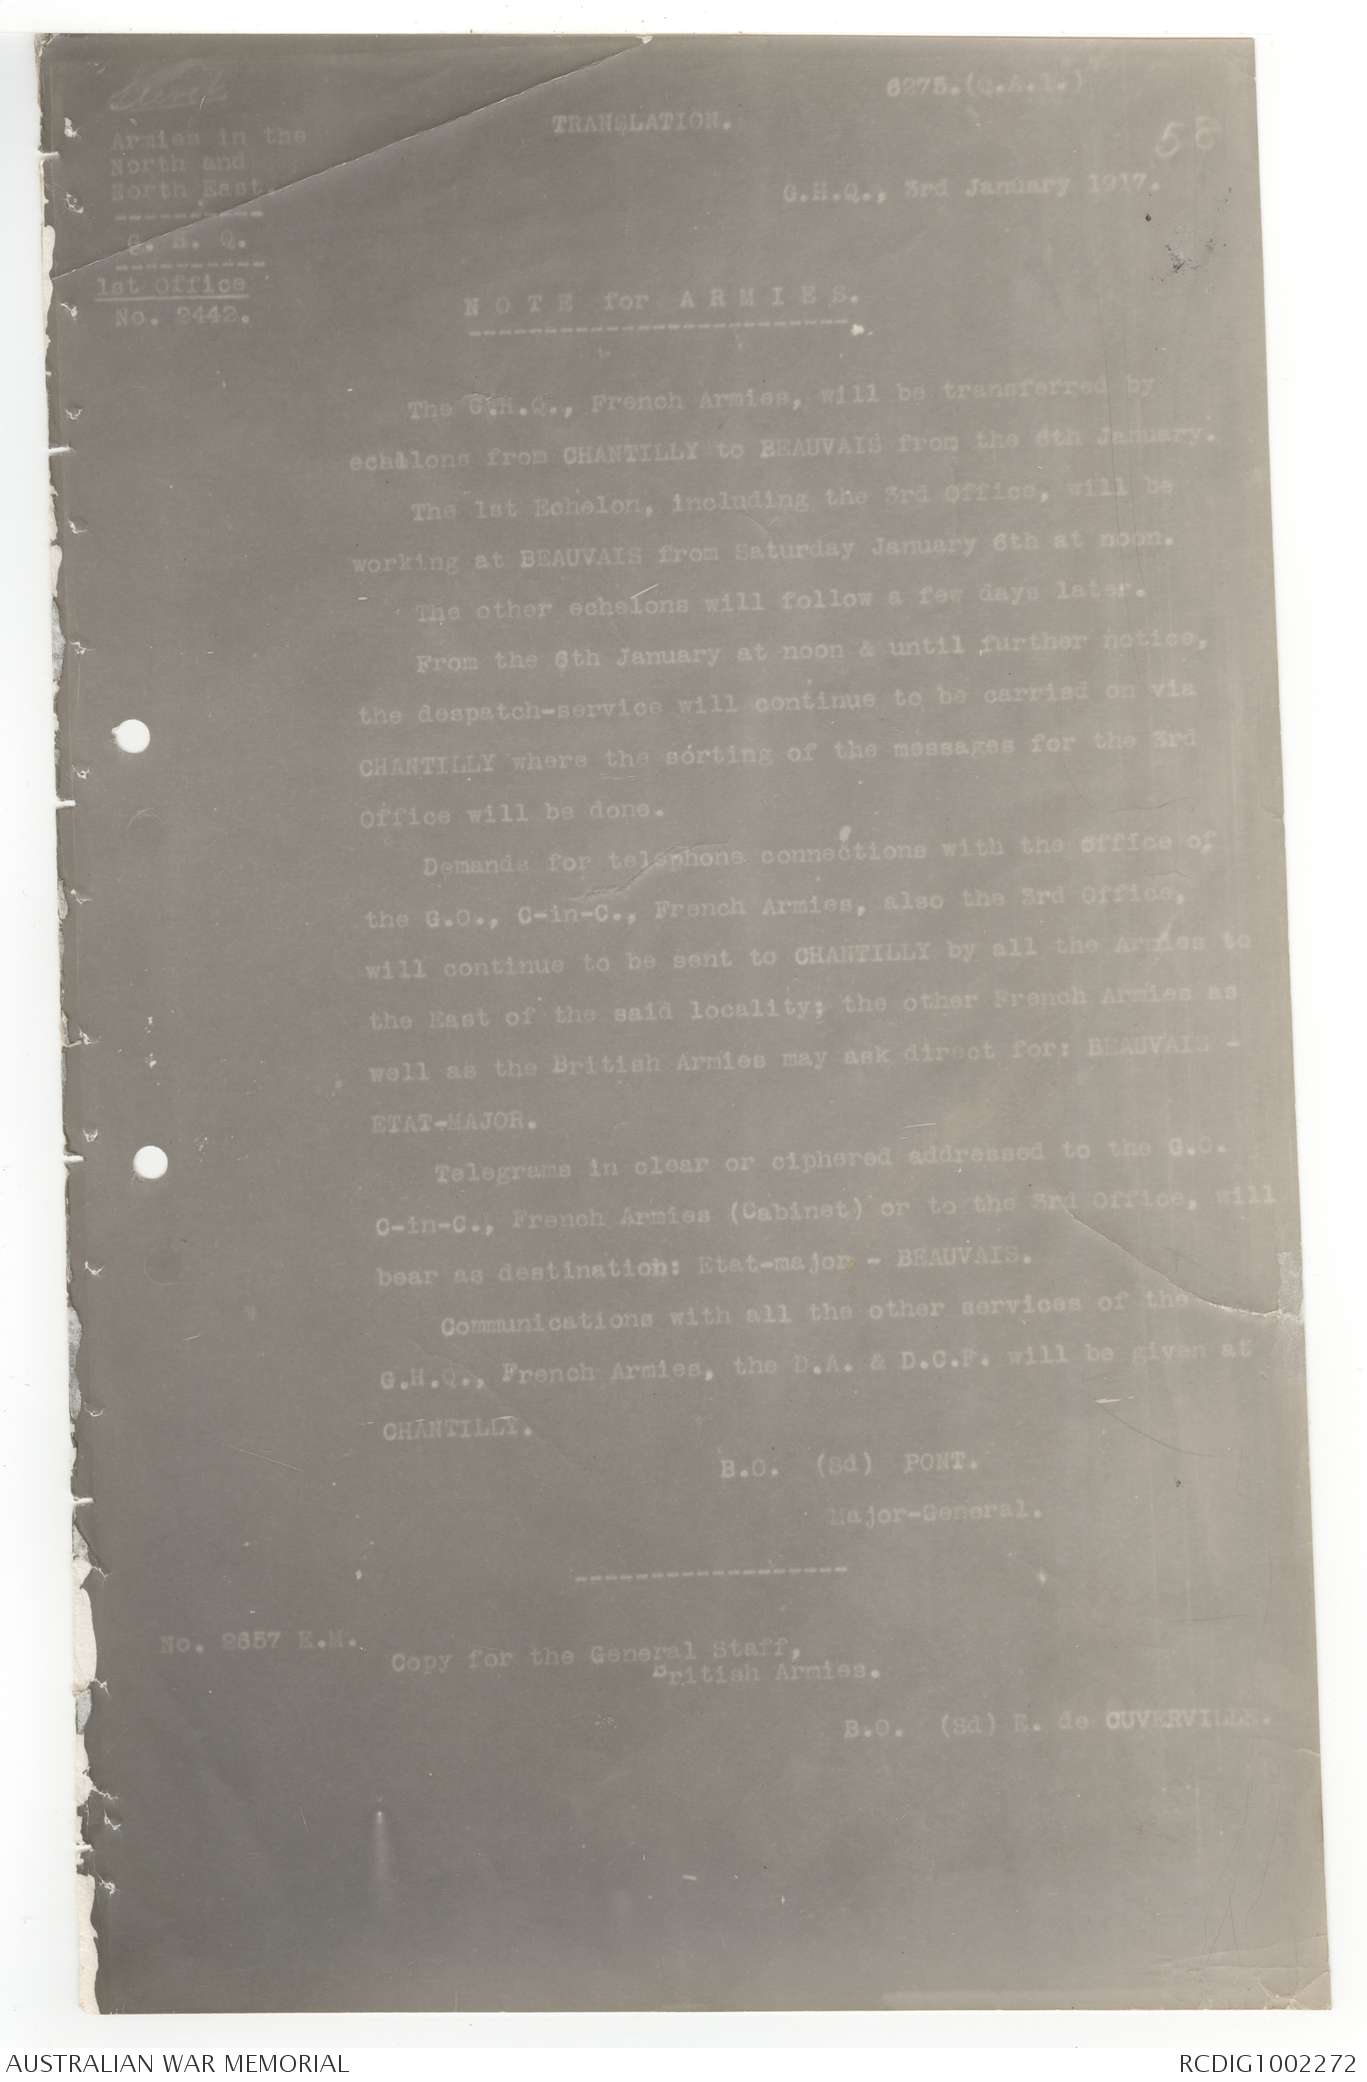 6275.(Q.A.1.)
TRANSLATION.
58
Armies in the
North and
North East.
G.H.Q., 3rd January 1917.
G. H. Q.
1st Office
No. 2442.
N O T E for A R M I E S.
The G.H.Q., French Armies, will be transferred by
echelons from CHANTILLY to BEAUVAIS from the 6th January.
The 1st Echelon, including the 3rd Office, will be
working at BEAUVAIS from Saturday January 6th at noon.
The other echelons will follow a few days later.
From the 6th January at noon & until further notice,
the despatch-service will continue to be carried on via
CHANTILLY where the sorting of the messages for the 3rd
Office will be done.
Demands for telephone connections with the office of
the G.O., C-in-C., French Armies, also the 3rd Office,
will continue to be sent to CHANTILLY by all the Armies to
the East of the said locality; the other French Armies as
well as the British Armies may ask direct for: BEAUVAIS -
ETAT-MAJOR.
Telegrams in clear or ciphered addressed to the G.O.
C-in-C., French Armies (Cabinet) or to the 3rd Office, will
bear as destination: Etat-major - BEAUVAIS.
Communications with all the other services of the
G.H.Q., French Armies, the D.A. & D.C.F. will be given at
CHANTILLY.
B.O. (Sd) PONT.
Major-General.
No. 2657 E.M.
Copy for the General Staff,
British Armies.
B.O. (Sd) E. de CUVERVILLE.
AUSTRALIAN WAR MEMORIAL
RCDIG1002272